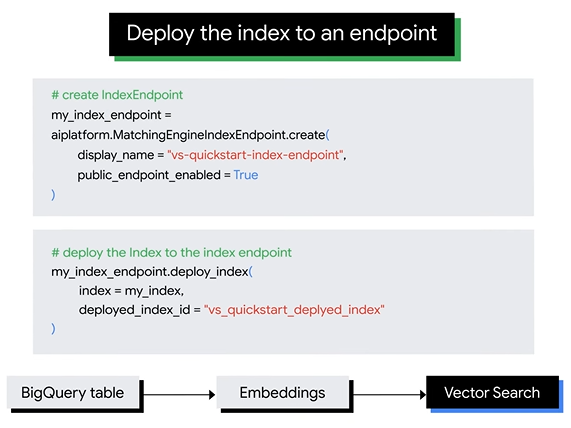 Deploy the index to an endpoint
# create IndexEndpoint
my_index_endpoint =
aiplatform.MatchingEngineIndexEndpoint.create(
display_name = "vs-quickstart-index-endpoint",
public_endpoint_enabled = True
)
# deploy the Index to the index endpoint
my_index_endpoint.deploy_index(
index = my_index,
deployed_index_id = "vs_quickstart_deplyed_index"
)
BigQuery table
Embeddings
Vector Search